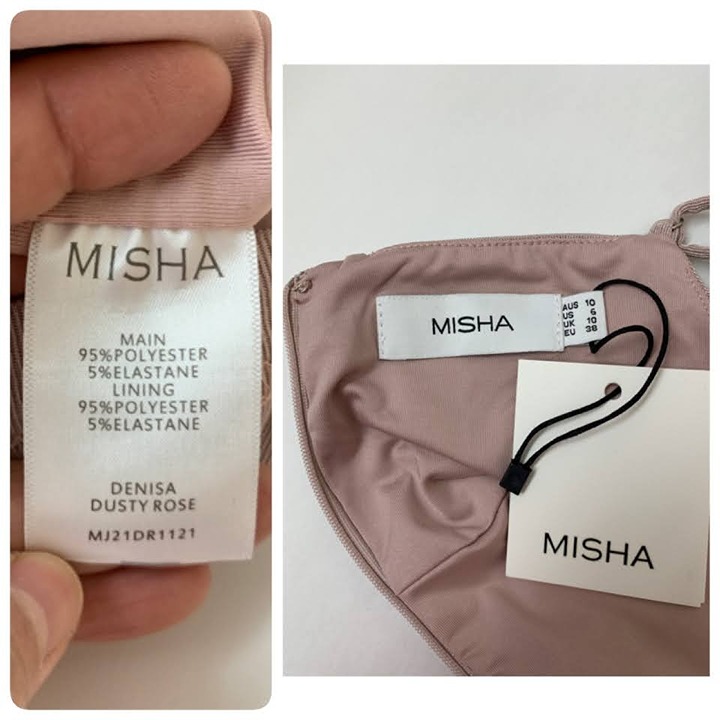 MISHA
MAIN
95%POLYESTER
5%ELASTANE
LINING
95%POLYESTER
5%ELASTANE
DENISA
DUSTY ROSE
MJ21DR1121
MISHA
AUS 10
US 6
UK 10
EU 38
MISHA